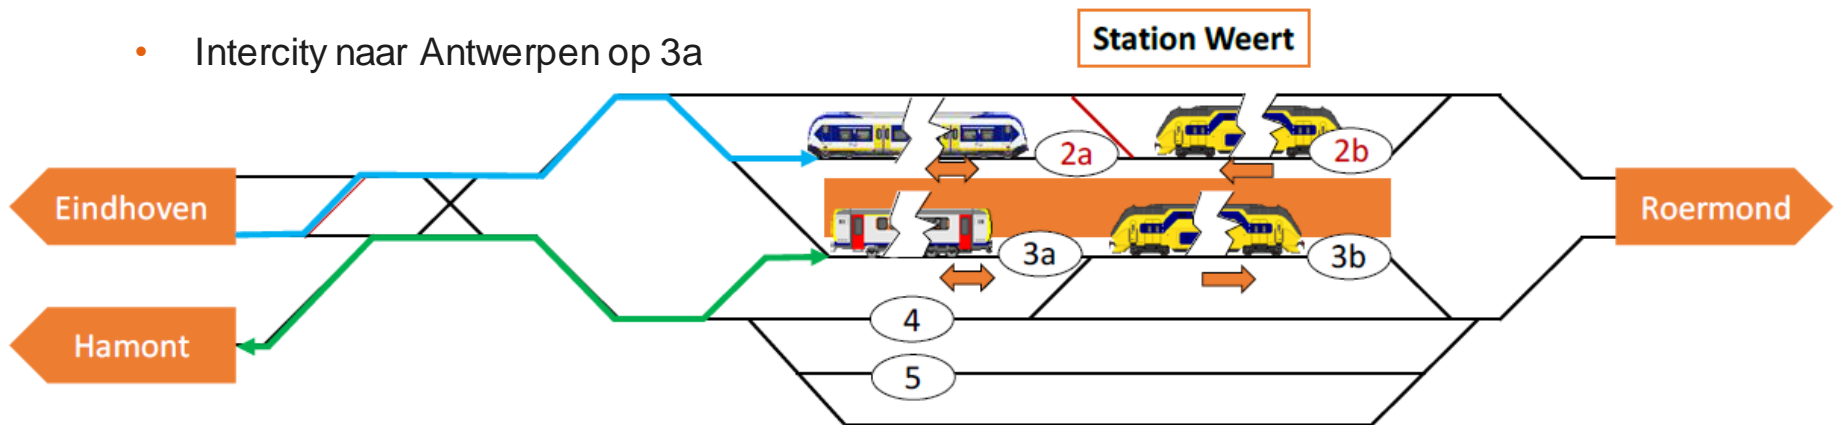 • Intercity naar Antwerpen op 3a
Station Weert
2a
2b
Eindhoven
Roermond
3a
3b
4
Hamont
5